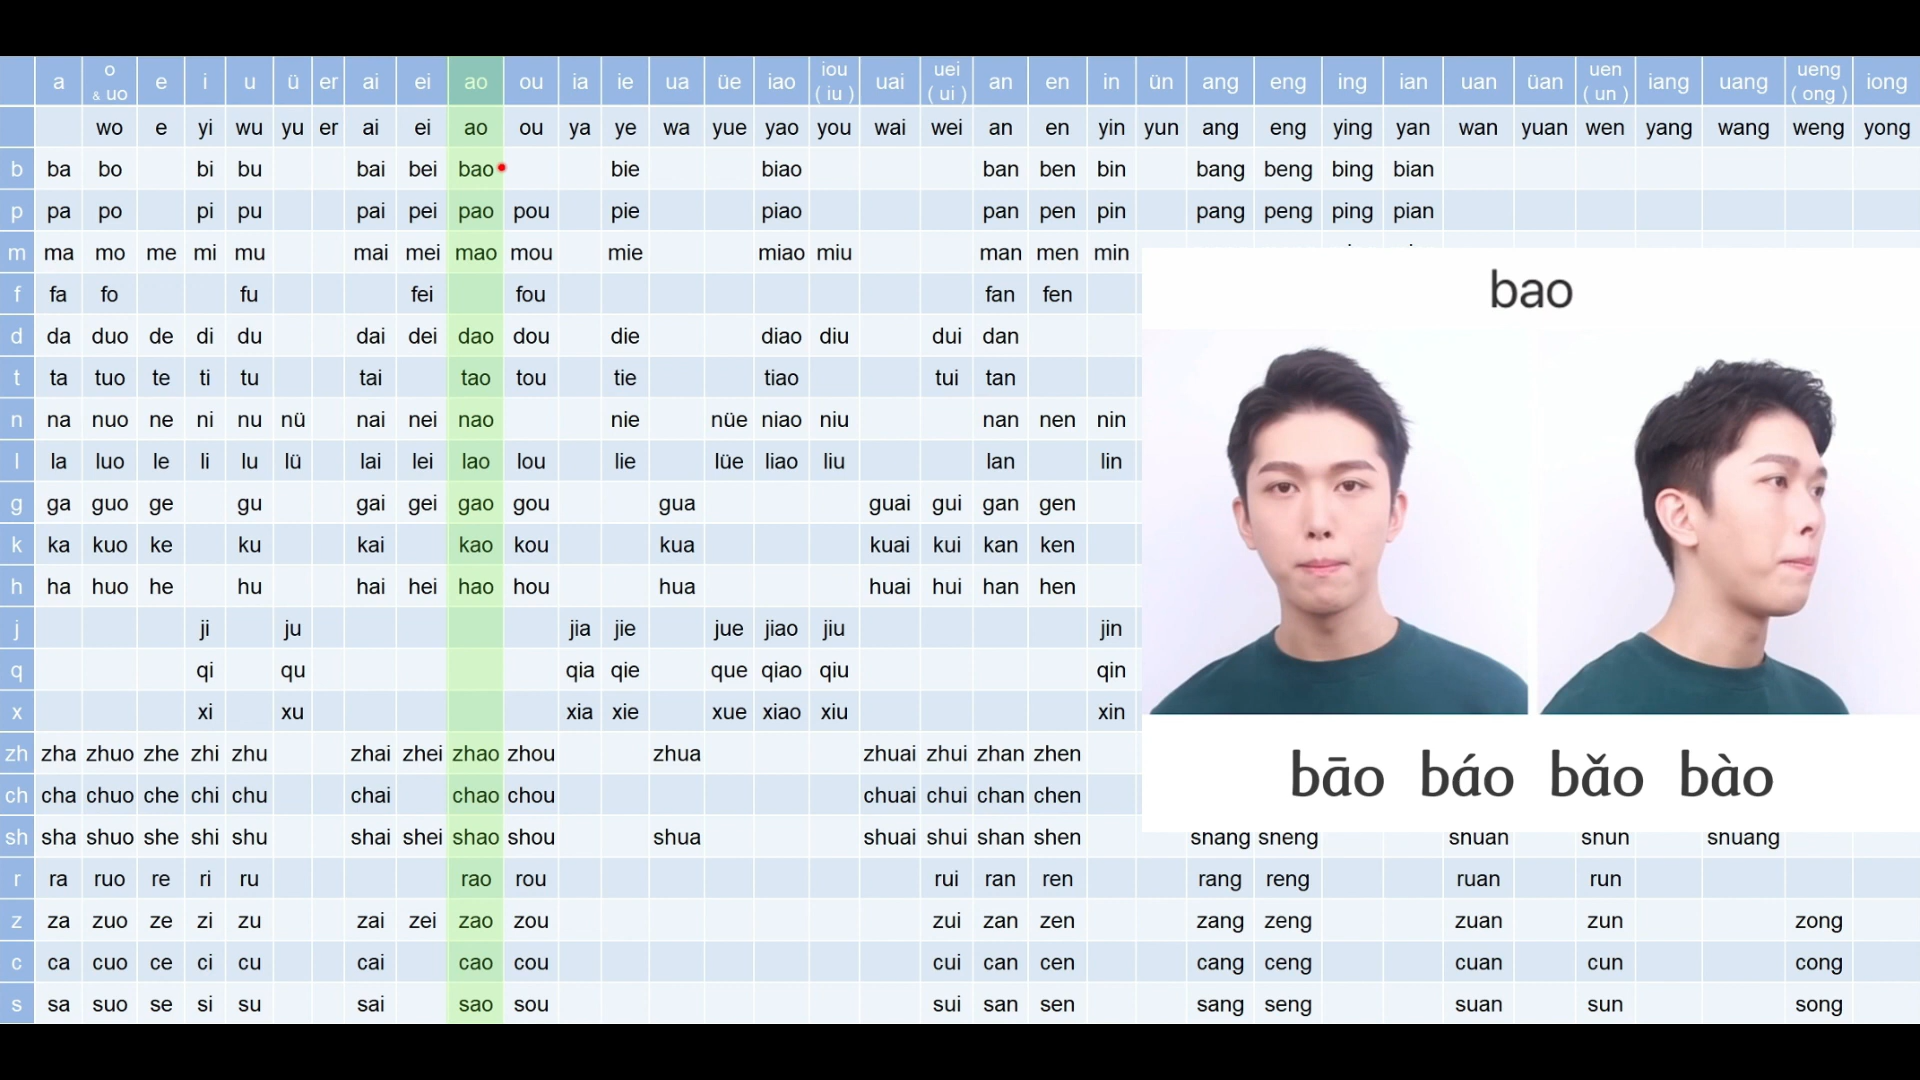 a o & uo e i u ü er ai ei ao ou ia ie ua üe iao iou ( iu ) uai uei ( ui ) an en in ün ang eng ing ian uan üan uen ( un ) iang uang ueng ( ong ) iong
wo e yi wu yu er ai ei ao ou ya ye wa yue yao you wai wei an en yin yun ang eng ying yan wan yuan wen yang wang weng yong
b ba bo bi bu bai bei bao bie biao ban ben bin bang beng bing bian
p pa po pi pu pai pei pao pou pie piao pan pen pin pang peng ping pian
m ma mo me mi mu mai mei mao mou mie miao miu man men min
f fa fo fu fei fou fan fen
d da duo de di du dai dei dao dou die diao diu dui dan
t ta tuo te ti tu tai tao tou tie tiao tui tan
n na nuo ne ni nu nü nai nei nao nie nüe niao niu nan nen nin
l la luo le li lu lü lai lei lao lou lie lüe liao liu lan lin
g ga guo ge gu gai gei gao gou gua guai gui gan gen
k ka kuo ke ku kai kao kou kua kuai kui kan ken
h ha huo he hu hai hei hao hou hua huai hui han hen
j ji ju jia jie jue jiao jiu jin
q qi qu qia qie que qiao qiu qin
x xi xu xia xie xue xiao xiu xin
zh zha zhuo zhe zhi zhu zhai zhei zhao zhou zhua zhuai zhui zhan zhen
ch cha chuo che chi chu chai chao chou chuai chui chan chen
sh sha shuo she shi shu shai shei shao shou shua shuai shui shan shen shang sheng shuan shun shuang
r ra ruo re ri ru rao rou rui ran ren rang reng ruan run
z za zuo ze zi zu zai zei zao zou zui zan zen zang zeng zuan zun zong
c ca cuo ce ci cu cai cao cou cui can cen cang ceng cuan cun cong
s sa suo se si su sai sao sou sui san sen sang seng suan sun song
bao
bāo báo bǎo bào